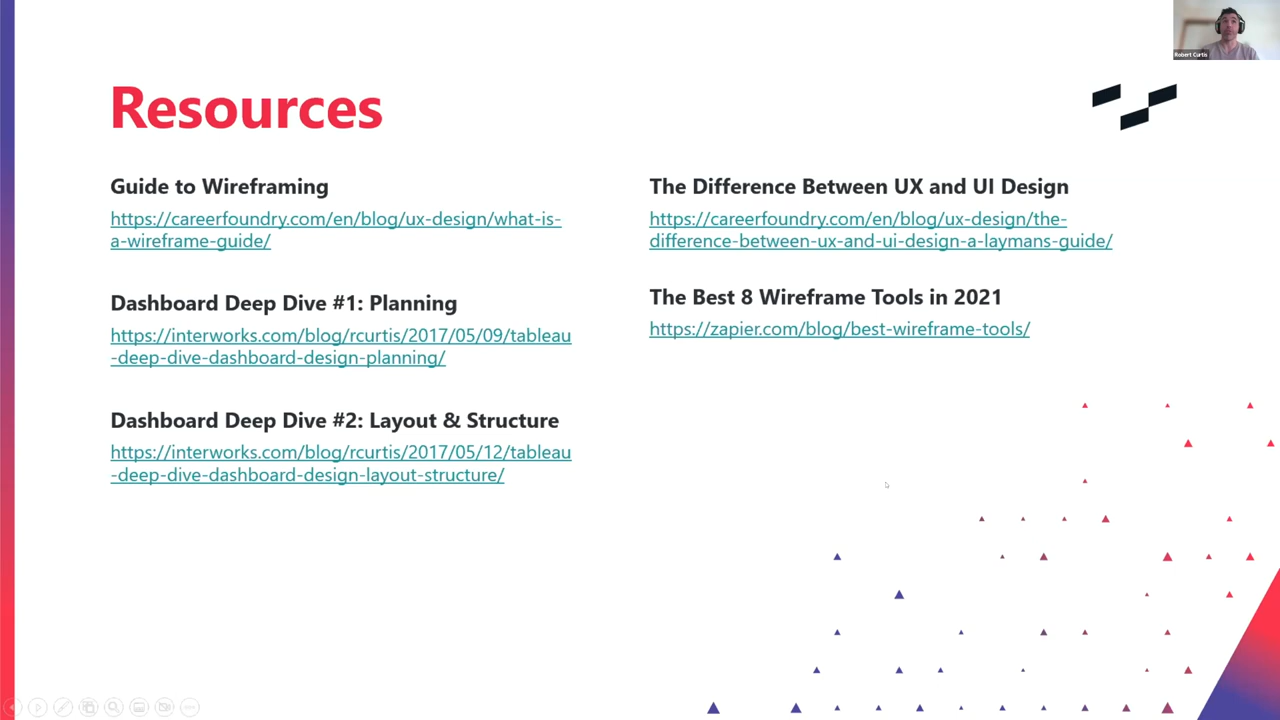 Robert Curtis
Resources
Guide to Wireframing
https://careerfoundry.com/en/blog/ux-design/what-is-
a-wireframe-guide/
Dashboard Deep Dive #1: Planning
https://interworks.com/blog/rcurtis/2017/05/09/tableau
-deep-dive-dashboard-design-planning/
Dashboard Deep Dive #2: Layout & Structure
https://interworks.com/blog/rcurtis/2017/05/12/tableau
-deep-dive-dashboard-design-layout-structure/
The Difference Between UX and UI Design
https://careerfoundry.com/en/blog/ux-design/the-
difference-between-ux-and-ui-design-a-laymans-guide/
The Best 8 Wireframe Tools in 2021
https://zapier.com/blog/best-wireframe-tools/